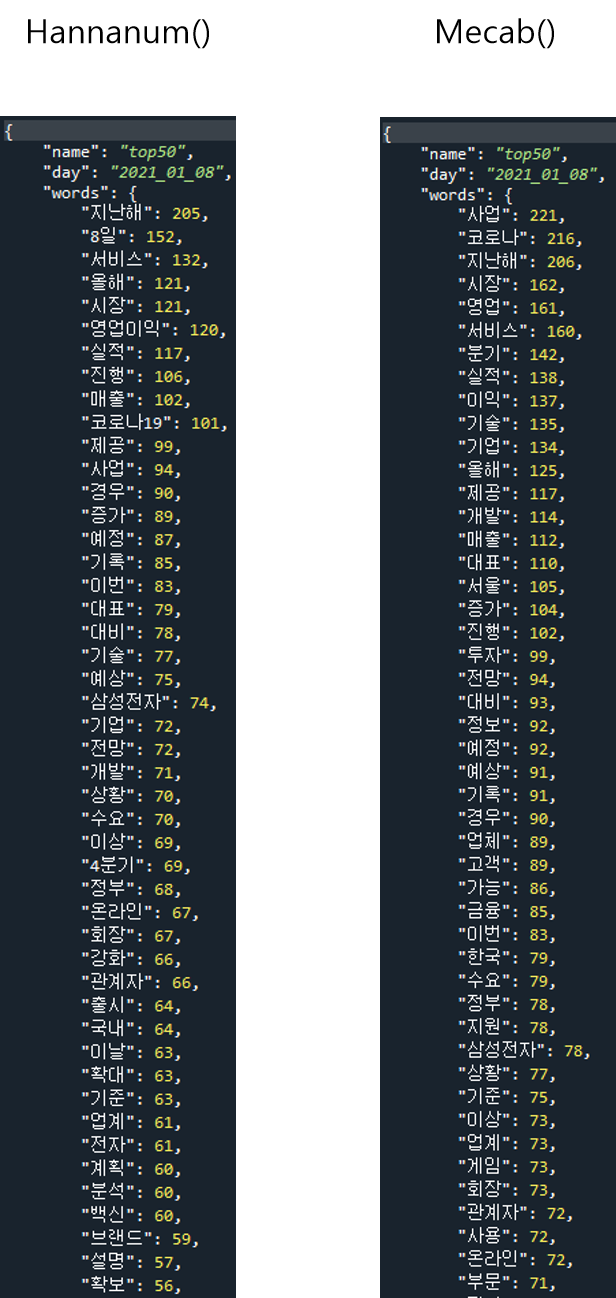 Hannanum()
{
"name": "top50",
"day": "2021_01_08",
"words": {
"지난해": 205,
"8일": 152,
"서비스": 132,
"올해": 121,
"시장": 121,
"영업이익": 120,
"실적": 117,
"진행": 106,
"매출": 102,
"코로나19": 101,
"제공": 99,
"사업": 94,
"경우": 90,
"증가": 89,
"예정": 87,
"기록": 85,
"이번": 83,
"대표": 79,
"대비": 78,
"기술": 77,
"예상": 75,
"삼성전자": 74,
"기업": 72,
"전망": 72,
"개발": 71,
"상황": 70,
"수요": 70,
"이상": 69,
"4분기": 69,
"정부": 68,
"온라인": 67,
"회장": 67,
"강화": 66,
"관계자": 66,
"출시": 64,
"국내": 64,
"이날": 63,
"확대": 63,
"기준": 63,
"업계": 61,
"전자": 61,
"계획": 60,
"분석": 60,
"백신": 60,
"브랜드": 59,
"설명": 57,
"확보": 56,
Mecab()
{
"name": "top50",
"day": "2021_01_08",
"words": {
"사업": 221,
"코로나": 216,
"지난해": 206,
"시장": 162,
"영업": 161,
"서비스": 160,
"분기": 142,
"실적": 138,
"이익": 137,
"기술": 135,
"기업": 134,
"올해": 125,
"제공": 117,
"개발": 114,
"매출": 112,
"대표": 110,
"서울": 105,
"증가": 104,
"진행": 102,
"투자": 99,
"전망": 94,
"대비": 93,
"정보": 92,
"예정": 92,
"예상": 91,
"기록": 91,
"경우": 90,
"업체": 89,
"고객": 89,
"가능": 86,
"금융": 85,
"이번": 83,
"한국": 79,
"수요": 79,
"정부": 78,
"지원": 78,
"삼성전자": 78,
"상황": 77,
"기준": 75,
"이상": 73,
"업계": 73,
"게임": 73,
"회장": 73,
"관계자": 72,
"사용": 72,
"온라인": 72,
"부문": 71,